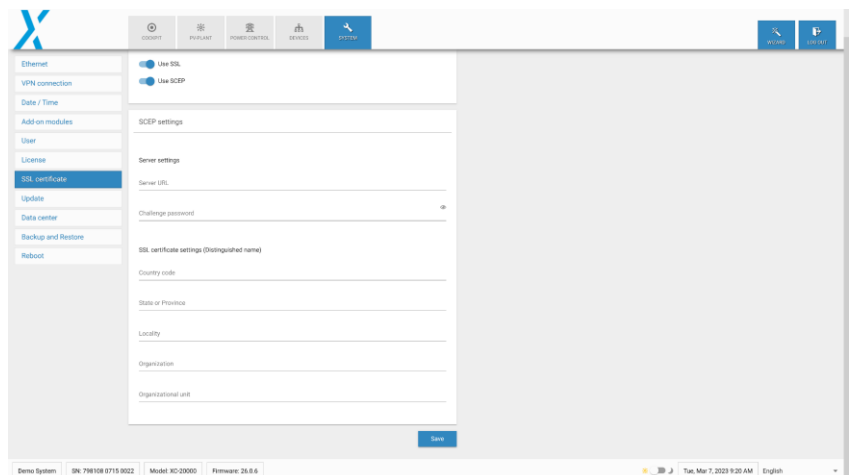 COCKPIT
PV-PLANT
POWER CONTROL
DEVICES
SYSTEM
WIZARD
LOG OUT
Ethernet
VPN connection
Date / Time
Add-on modules
User
License
SSL certificate
Update
Data center
Backup and Restore
Reboot
Use SSL
Use SCEP
SCEP settings
Server settings
Server URL
Challenge password
SSL certificate settings (Distinguished name)
Country code
State or Province
Locality
Organization
Organizational unit
Save
Demo System
SN: 798108 0715 0022
Model: XC-20000
Firmware: 26.8.6
Tue, Mar 7, 2023 9:20 AM
English